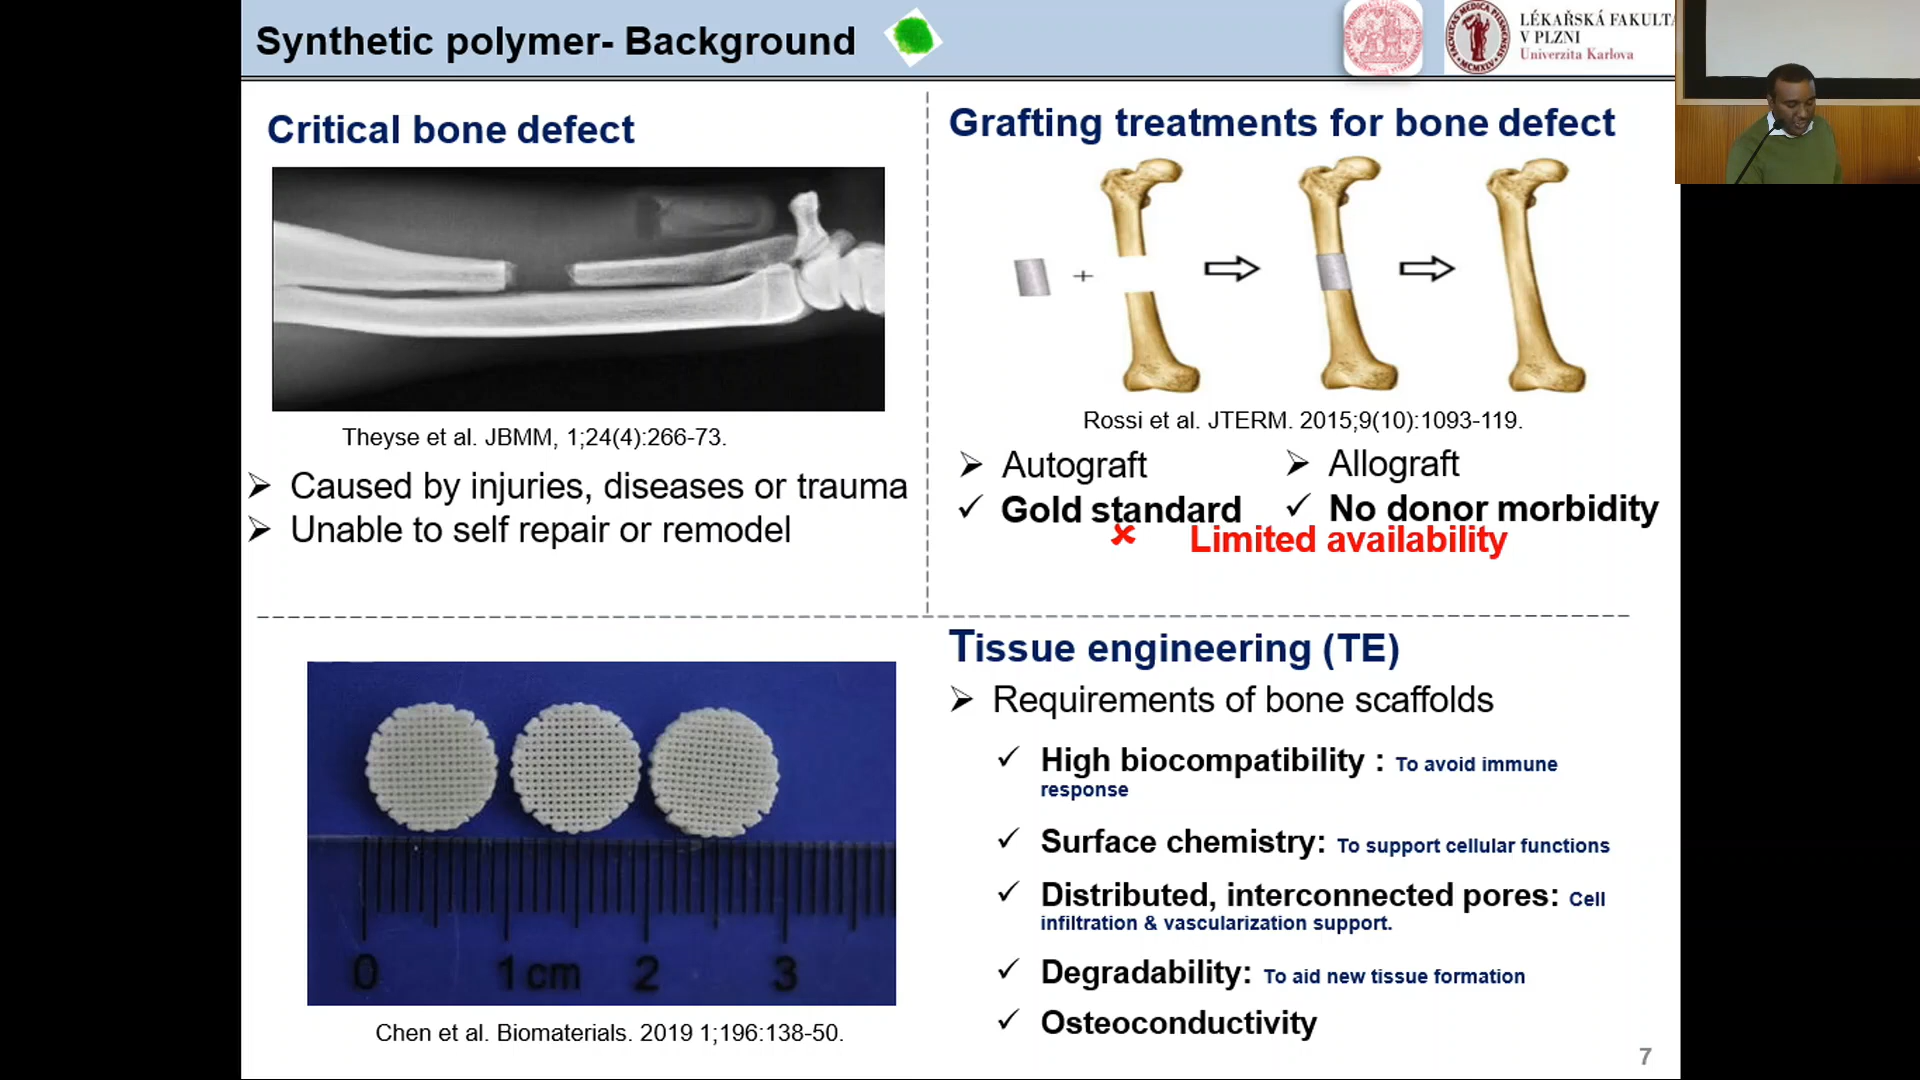 Synthetic polymer- Background
LÉKAŘSKÁ FAKULTA
V PLZNI
Univerzita Karlova
Critical bone defect
Theyse et al. JBMM, 1;24(4):266-73.
➢ Caused by injuries, diseases or trauma
➢ Unable to self repair or remodel
Grafting treatments for bone defect
+
Rossi et al. JTERM. 2015;9(10):1093-119.
➢ Autograft
✓ Gold standard
➢ Allograft
✓ No donor morbidity
✘ Limited availability
0 1 cm 2 3
Chen et al. Biomaterials. 2019 1;196:138-50.
Tissue engineering (TE)
➢ Requirements of bone scaffolds
✓ High biocompatibility : To avoid immune
response
✓ Surface chemistry: To support cellular functions
✓ Distributed, interconnected pores: Cell
infiltration & vascularization support.
✓ Degradability: To aid new tissue formation
✓ Osteoconductivity
7